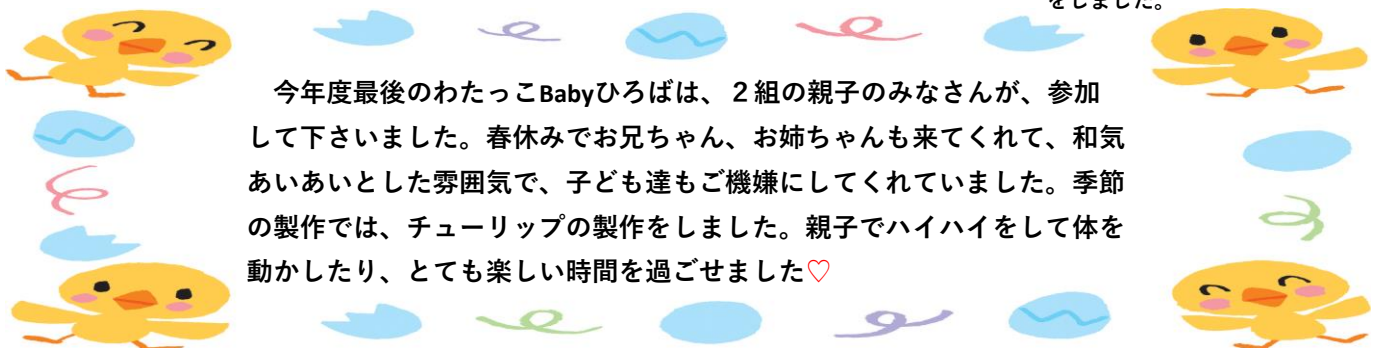 をしました。
　今年度最後のわたっこBabyひろばは、２組の親子のみなさんが、参加
して下さいました。春休みでお兄ちゃん、お姉ちゃんも来てくれて、和気
あいあいとした雰囲気で、子ども達もご機嫌にしてくれていました。季節
の製作では、チューリップの製作をしました。親子でハイハイをして体を
動かしたり、とても楽しい時間を過ごせました♡